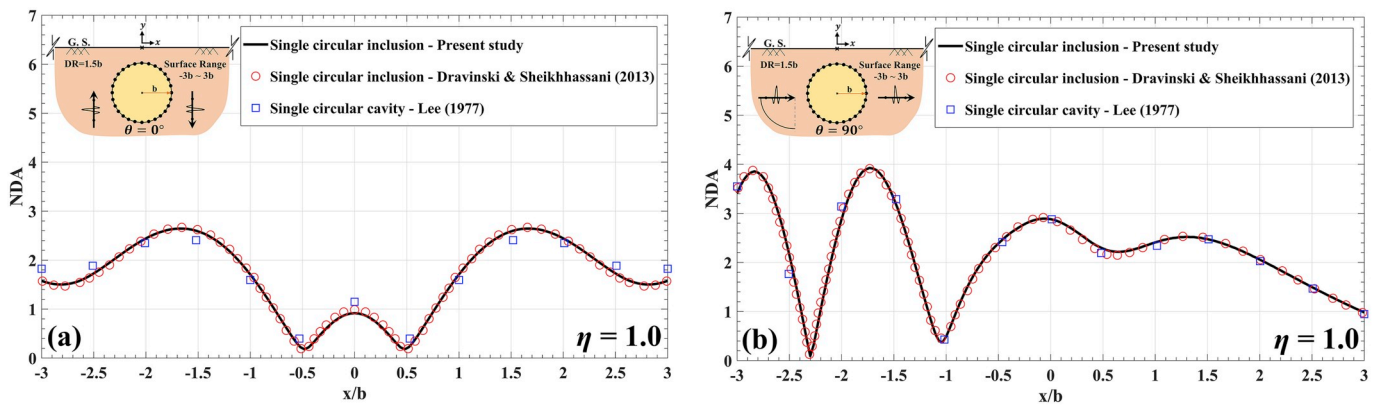 y
x
G. S.
DR=1.5b
Surface Range
-3b ~ 3b
b
θ = 0°
Single circular inclusion - Present study
Single circular inclusion - Dravinski & Sheikhhassani (2013)
Single circular cavity - Lee (1977)
NDA
7
6
5
4
3
2
1
0
(a)
η = 1.0
-3 -2.5 -2 -1.5 -1 -0.5 0 0.5 1 1.5 2 2.5 3
x/b
y
x
G. S.
DR=1.5b
Surface Range
-3b ~ 3b
b
θ = 90°
Single circular inclusion - Present study
Single circular inclusion - Dravinski & Sheikhhassani (2013)
Single circular cavity - Lee (1977)
NDA
7
6
5
4
3
2
1
0
(b)
η = 1.0
-3 -2.5 -2 -1.5 -1 -0.5 0 0.5 1 1.5 2 2.5 3
x/b